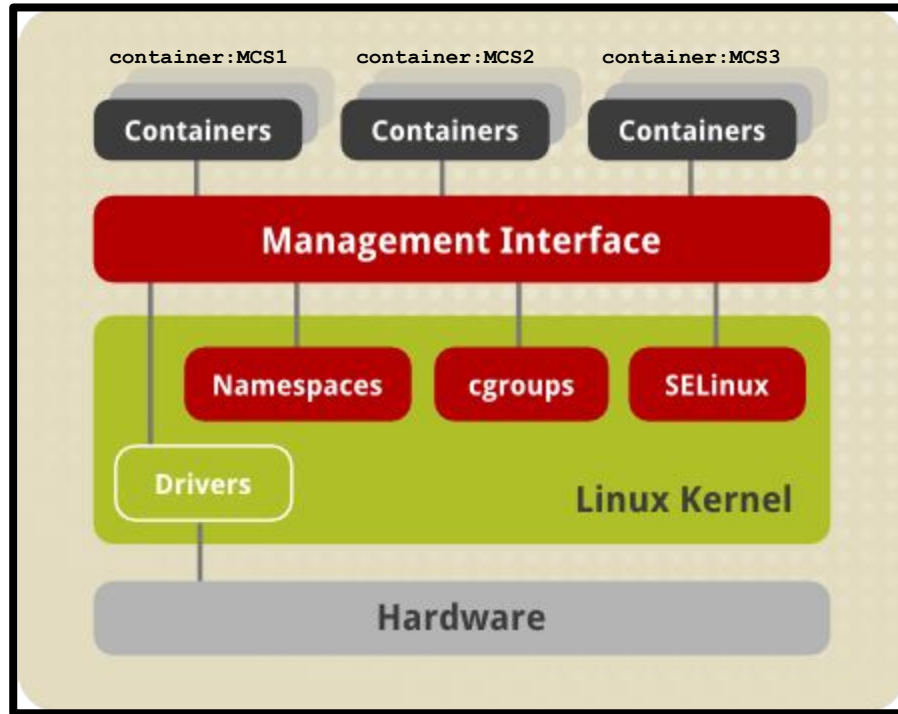 container:MCS1 container:MCS2 container:MCS3
Containers Containers Containers
Management Interface
Namespaces cgroups SELinux
Drivers
Linux Kernel
Hardware